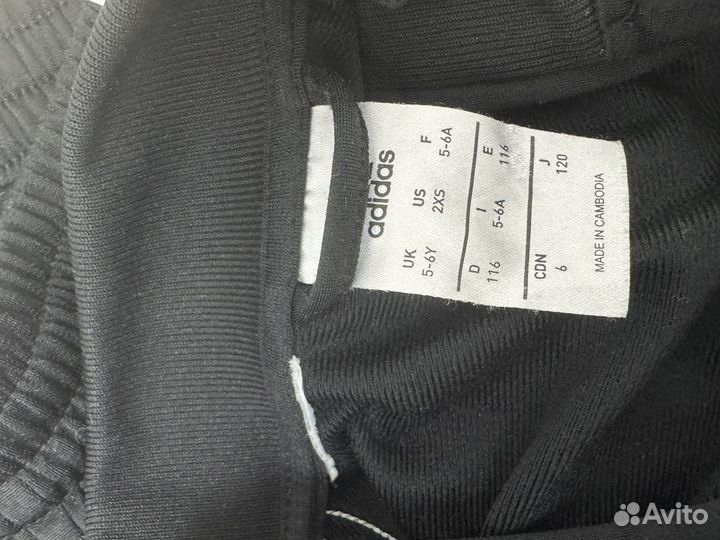 adidas
UK US F
5-6Y 2XS 5-6A
D I E
116 5-6A 116
CDN J
6 120
MADE IN CAMBODIA
Avito